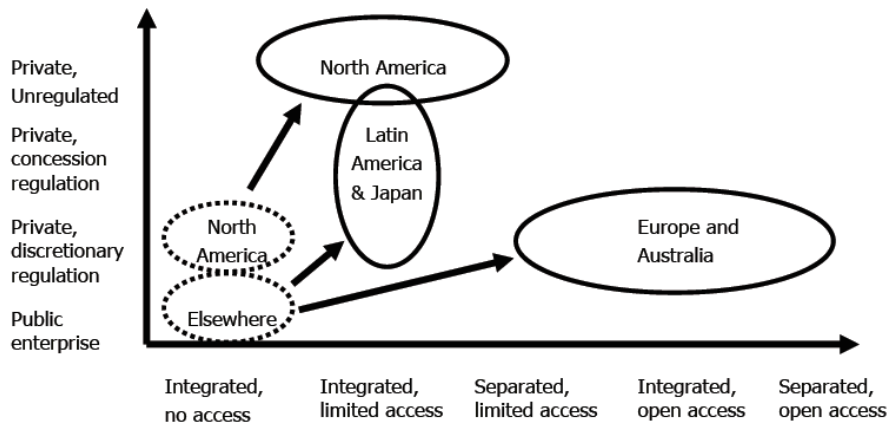 Private,
Unregulated
Private,
concession
regulation
Private,
discretionary
regulation
Public
enterprise
North America
Latin
America
& Japan
North
America
Elsewhere
Europe and
Australia
Integrated,
no access
Integrated,
limited access
Separated,
limited access
Integrated,
open access
Separated,
open access